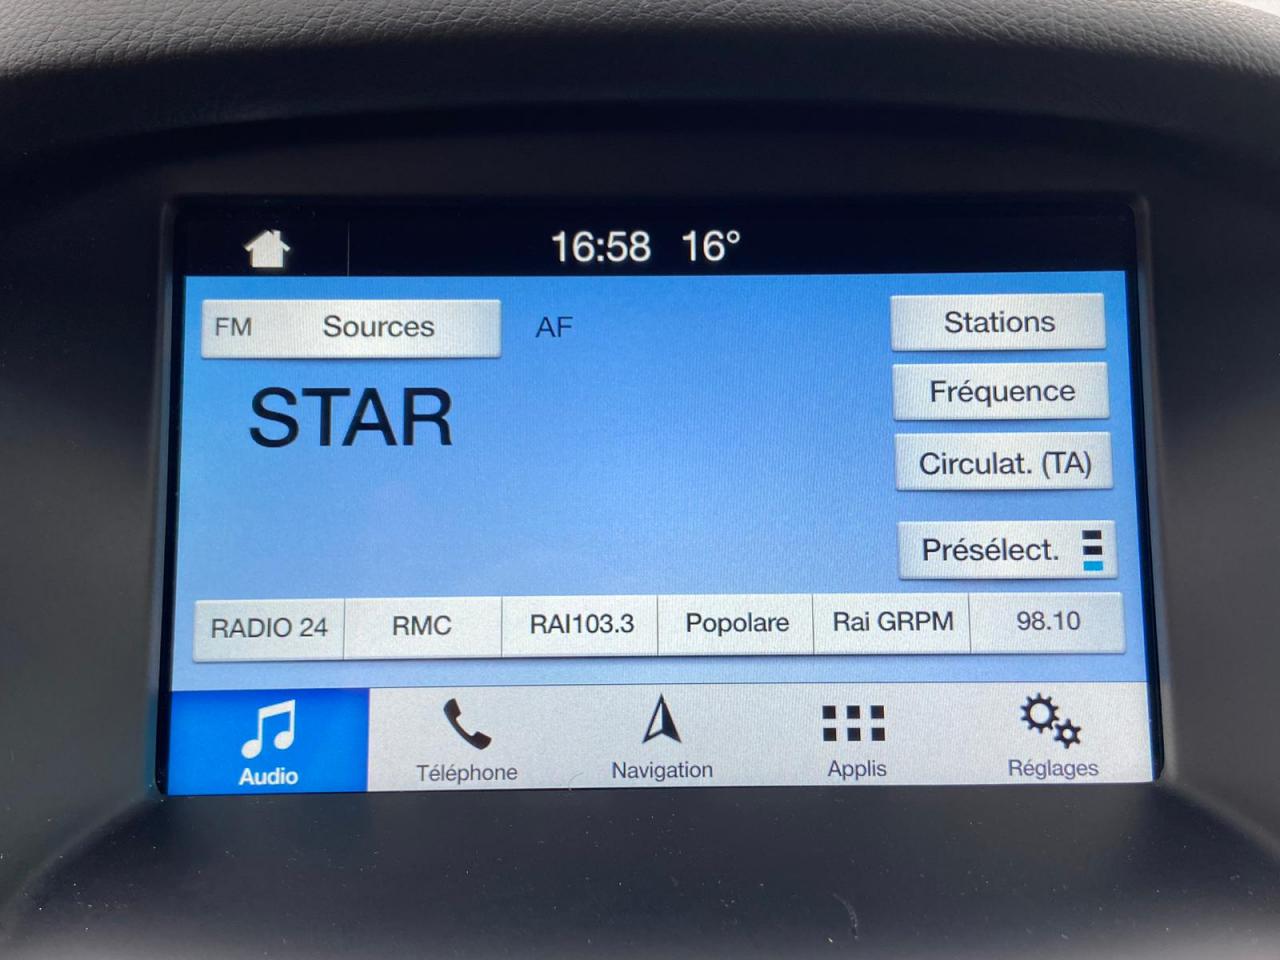 16:58 16°
FM Sources AF Stations
STAR
Fréquence
Circulat. (TA)
Présélect.
RADIO 24 RMC RAI103.3 Popolare Rai GRPM 98.10
Audio Téléphone Navigation Applis Réglages